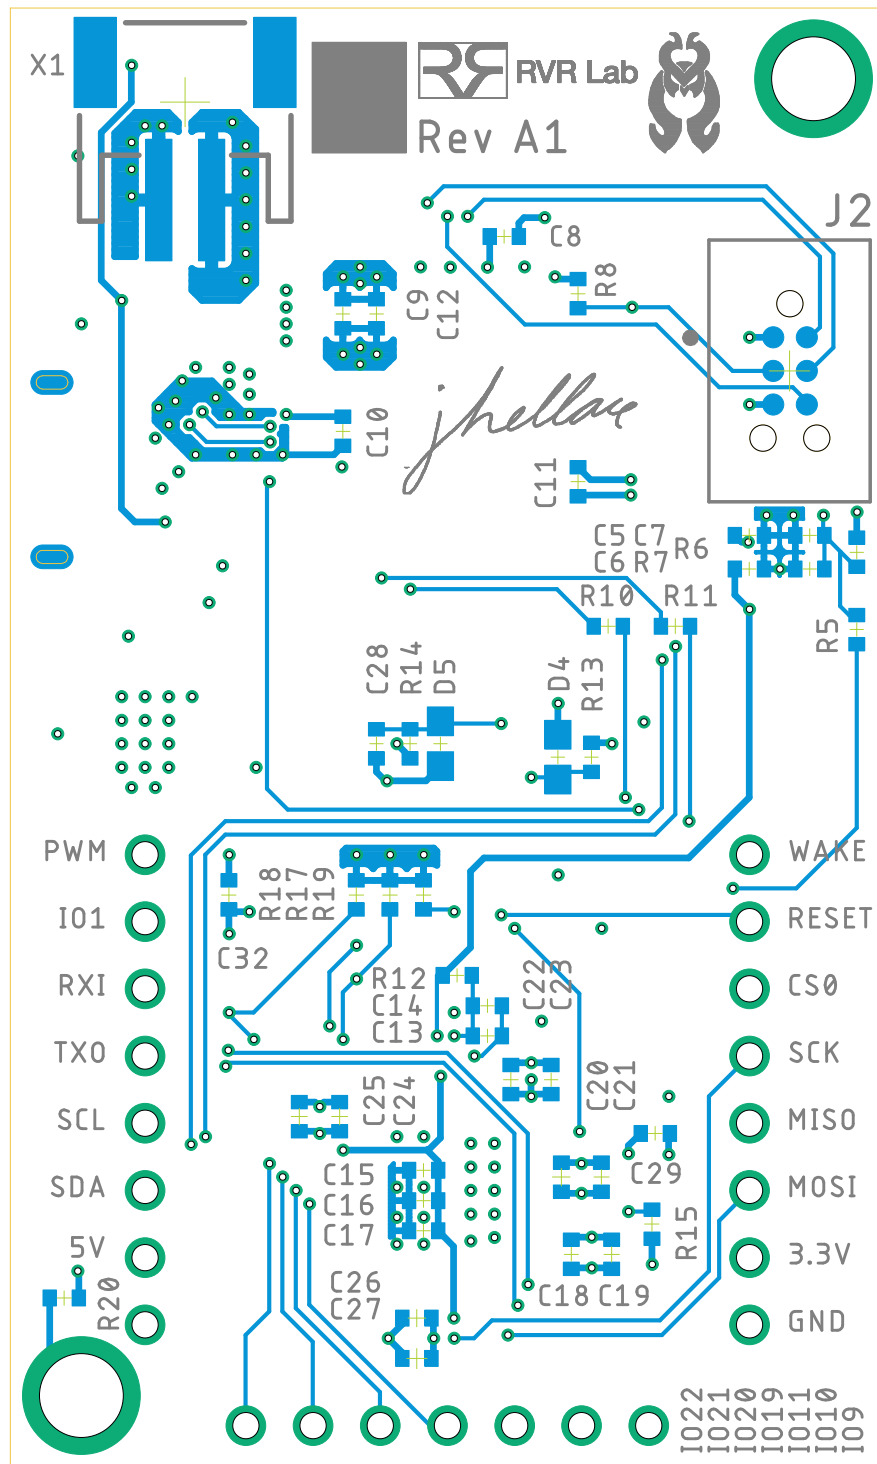 X1
RVR Lab
Rev A1
J2
C8
R8
C9
C12
jhellare
C10
C11
C5 C7
C6 R7 R6
R10 R11
R5
C28
R14
D5
D4
R13
PWM
WAKE
R18
R17
R19
IO1
RESET
C32
RXI
R12
C22
C23
CS0
C14
C13
TXO
SCK
C25
C24
C20
C21
SCL
MISO
C15
C29
SDA
C16
MOSI
C17
R15
5V
3.3V
C26
C27
C18 C19
R20
GND
IO22
IO21
IO20
IO19
IO11
IO10
IO9